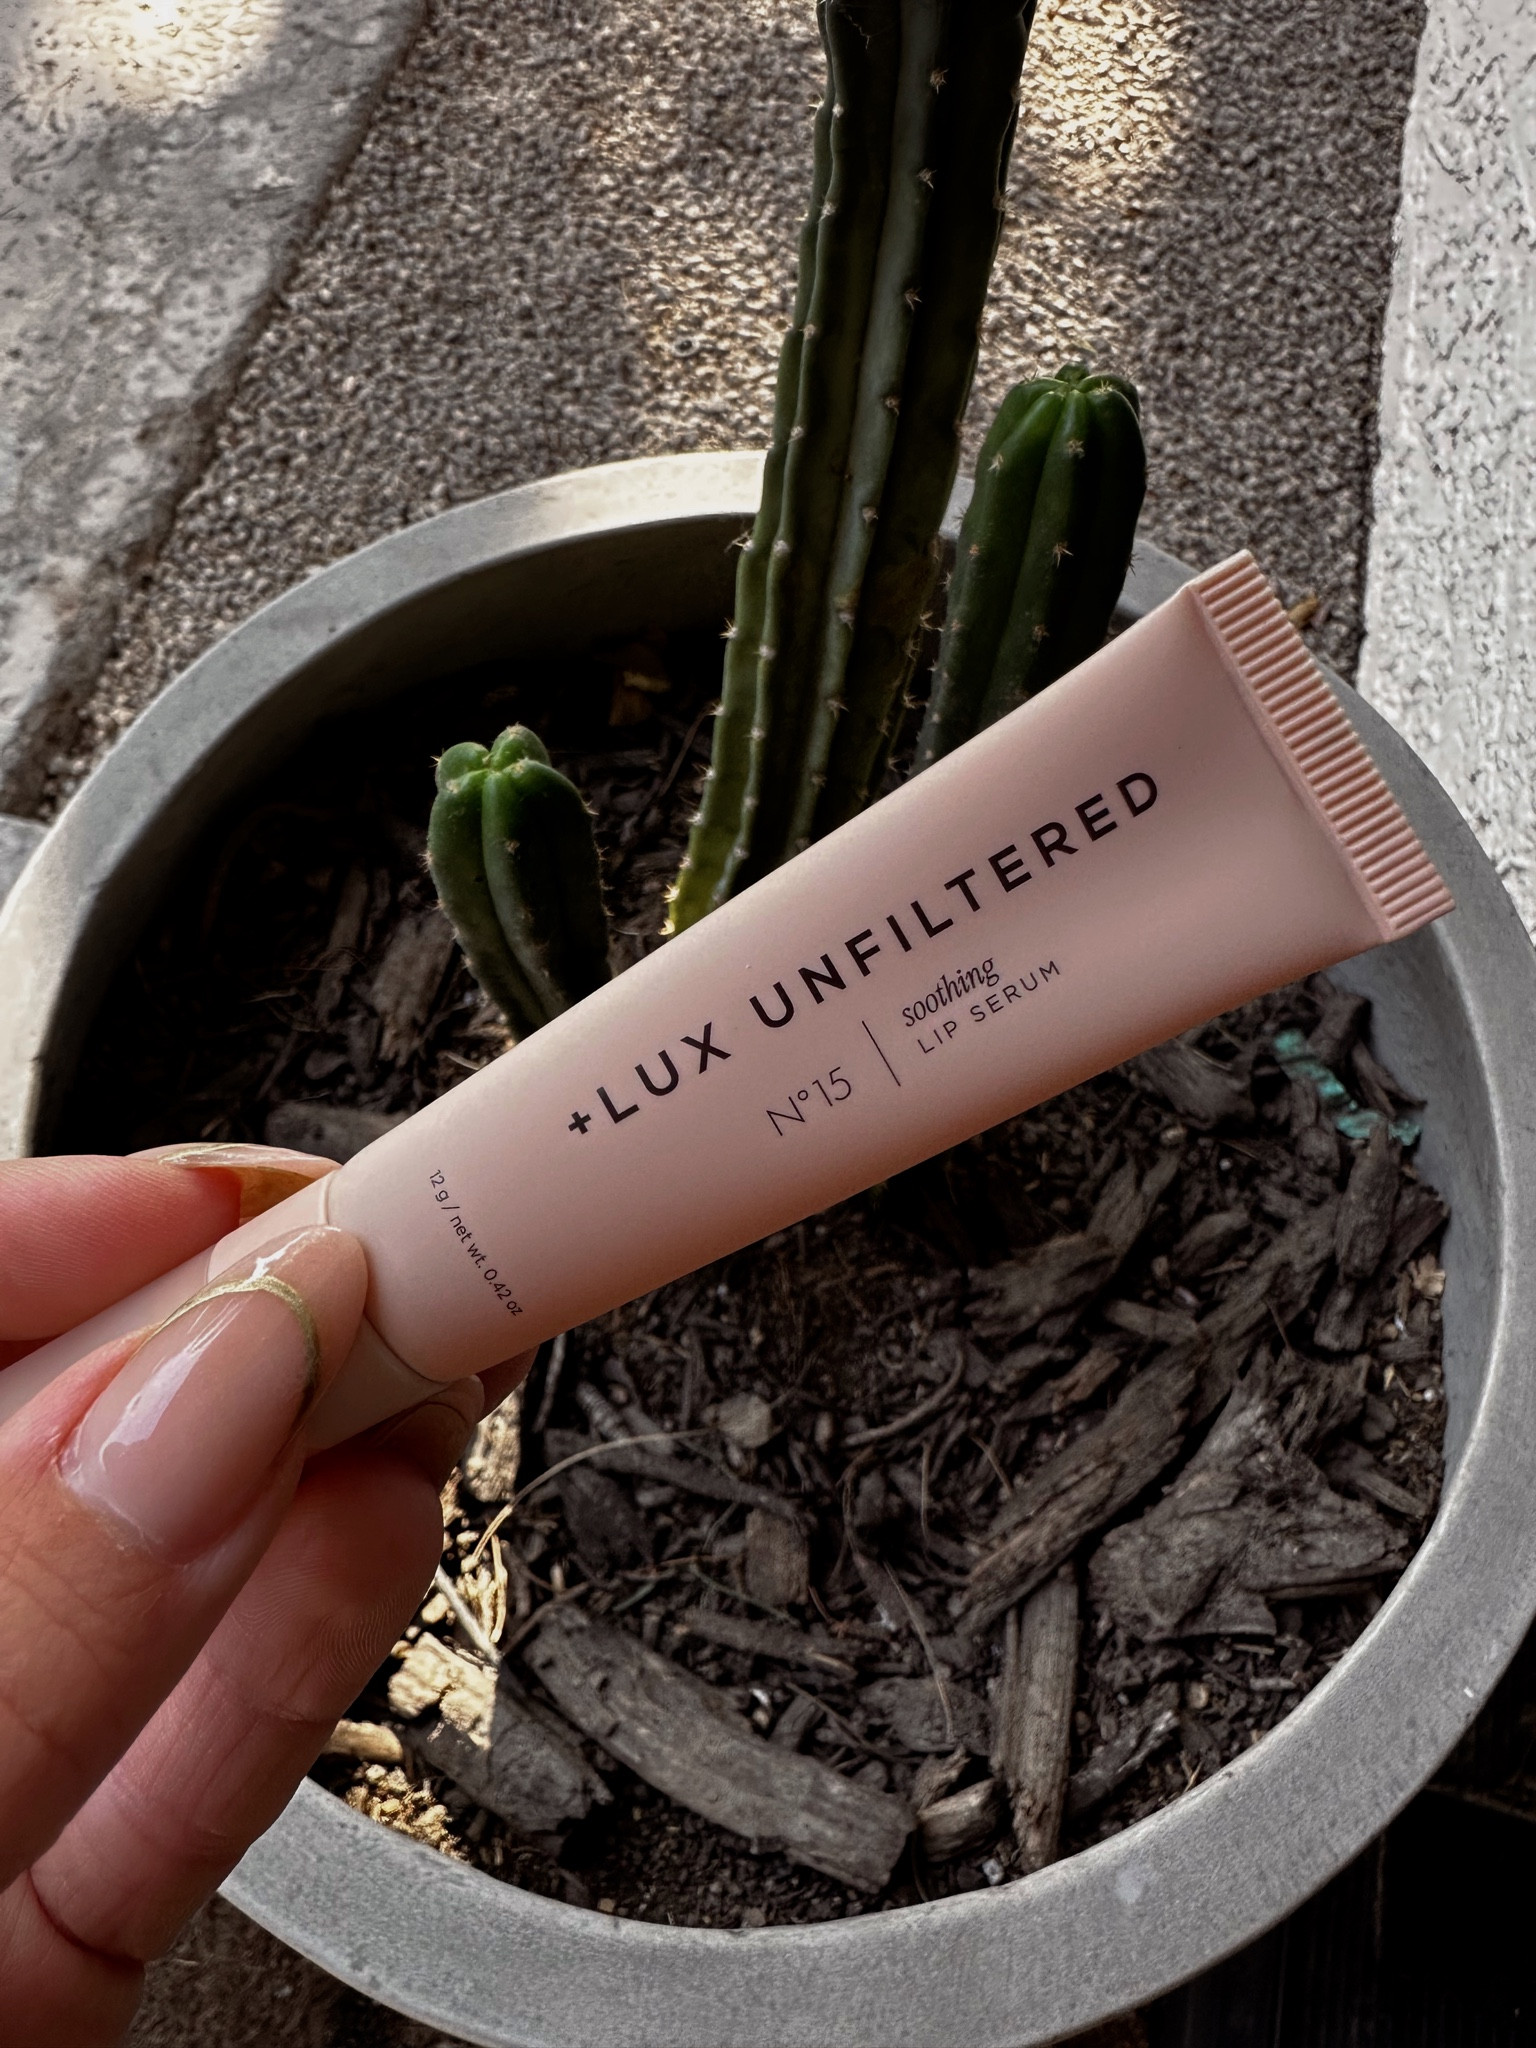 +LUX UNFILTERED
N°15
soothing
LIP SERUM
12 g / net wt. 0.42 oz